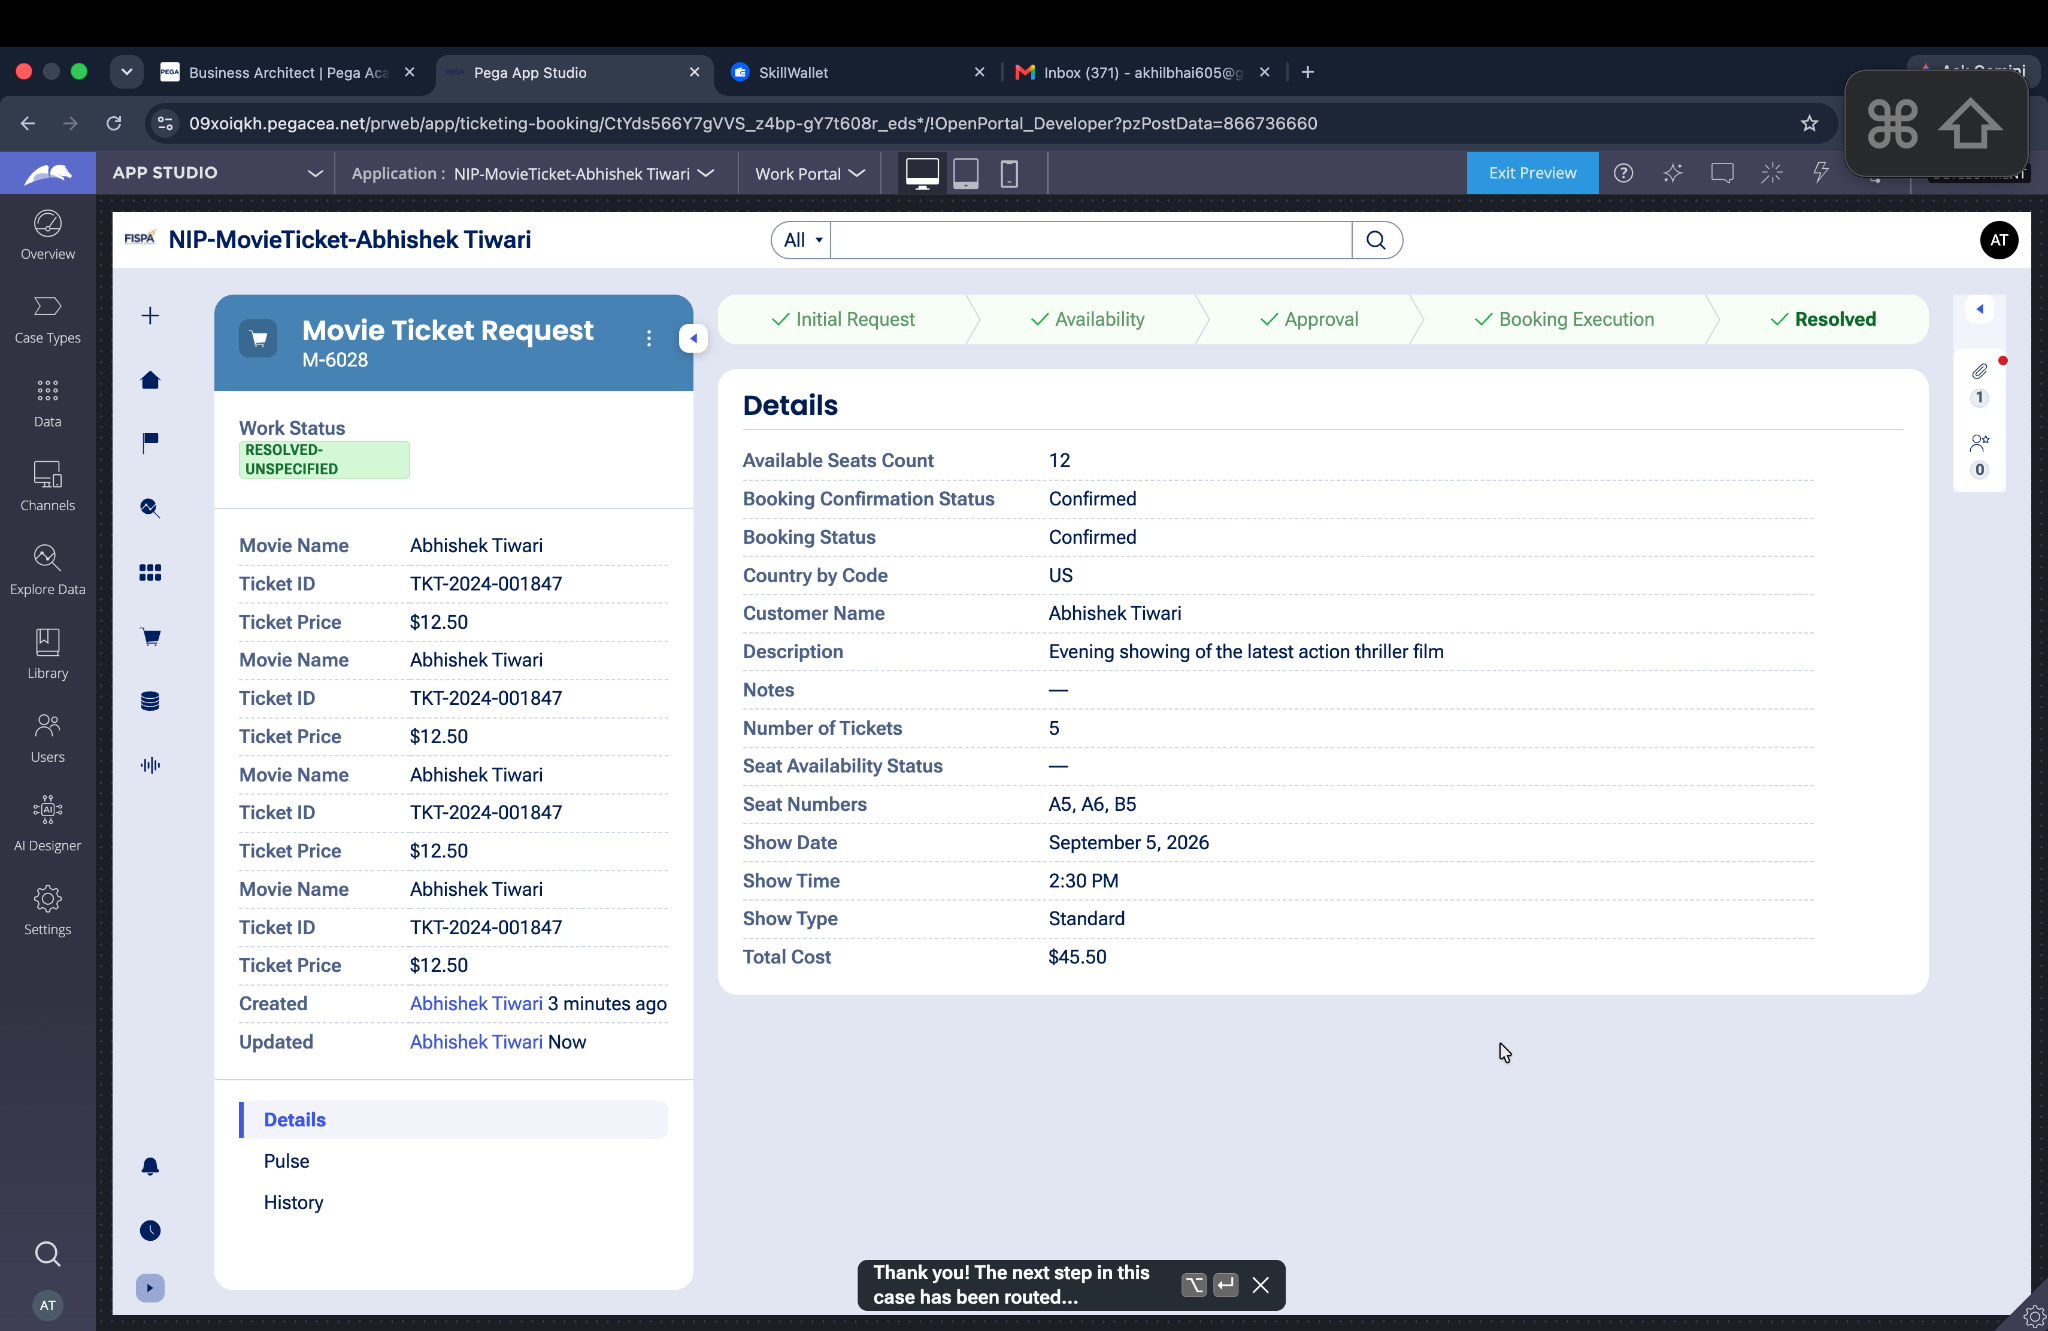 Business Architect | Pega Aca
Pega App Studio
SkillWallet
Inbox (371) - akhilbhai605@g
09xoiqkh.pegacea.net/prweb/app/ticketing-booking/CtYds566Y7gVVS_z4bp-gY7t608r_eds*/!OpenPortal_Developer?pzPostData=866736660
APP STUDIO
Application : NIP-MovieTicket-Abhishek Tiwari
Work Portal
Exit Preview
Overview
Case Types
Data
Channels
Explore Data
Library
Users
AI Designer
Settings
AT
FISPA
NIP-MovieTicket-Abhishek Tiwari
All
AT
Movie Ticket Request
M-6028
Work Status
RESOLVED-
UNSPECIFIED
Movie Name Abhishek Tiwari
Ticket ID TKT-2024-001847
Ticket Price $12.50
Movie Name Abhishek Tiwari
Ticket ID TKT-2024-001847
Ticket Price $12.50
Movie Name Abhishek Tiwari
Ticket ID TKT-2024-001847
Ticket Price $12.50
Movie Name Abhishek Tiwari
Ticket ID TKT-2024-001847
Ticket Price $12.50
Created Abhishek Tiwari 3 minutes ago
Updated Abhishek Tiwari Now
Details
Pulse
History
Initial Request
Availability
Approval
Booking Execution
Resolved
Details
Available Seats Count 12
Booking Confirmation Status Confirmed
Booking Status Confirmed
Country by Code US
Customer Name Abhishek Tiwari
Description Evening showing of the latest action thriller film
Notes —
Number of Tickets 5
Seat Availability Status —
Seat Numbers A5, A6, B5
Show Date September 5, 2026
Show Time 2:30 PM
Show Type Standard
Total Cost $45.50
1
0
Thank you! The next step in this
case has been routed...